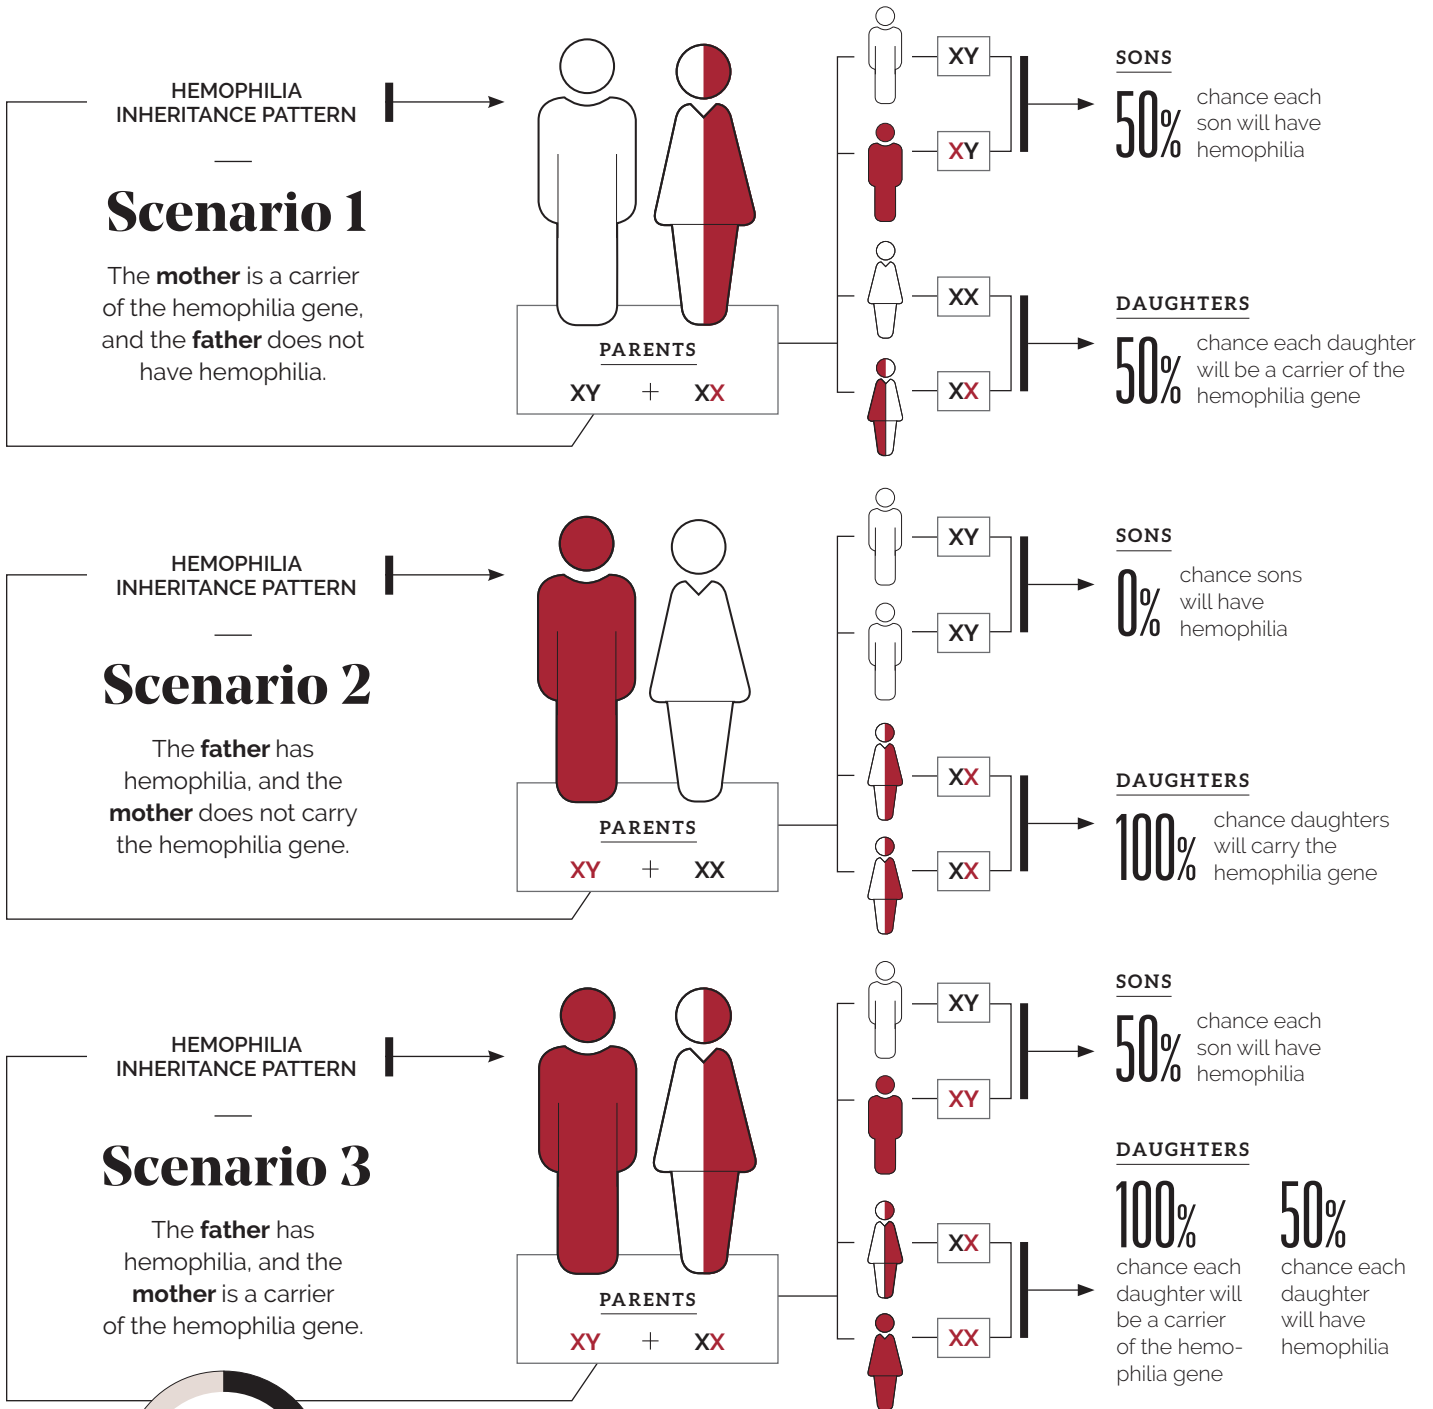 HEMOPHILIA
INHERITANCE PATTERN
Scenario 1
The mother is a carrier
of the hemophilia gene,
and the father does not
have hemophilia.
PARENTS
XY + XX
XY
XY
XX
XX
SONS
50%
chance each
son will have
hemophilia
DAUGHTERS
50%
chance each daughter
will be a carrier of the
hemophilia gene
HEMOPHILIA
INHERITANCE PATTERN
Scenario 2
The father has
hemophilia, and the
mother does not carry
the hemophilia gene.
PARENTS
XY + XX
XY
XY
XX
XX
SONS
0%
chance sons
will have
hemophilia
DAUGHTERS
100%
chance daughters
will carry the
hemophilia gene
HEMOPHILIA
INHERITANCE PATTERN
Scenario 3
The father has
hemophilia, and the
mother is a carrier
of the hemophilia gene.
PARENTS
XY + XX
XY
XY
XX
XX
SONS
50%
chance each
son will have
hemophilia
DAUGHTERS
100%
chance each
daughter will
be a carrier
of the hemo-
philia gene
50%
chance each
daughter
will have
hemophilia